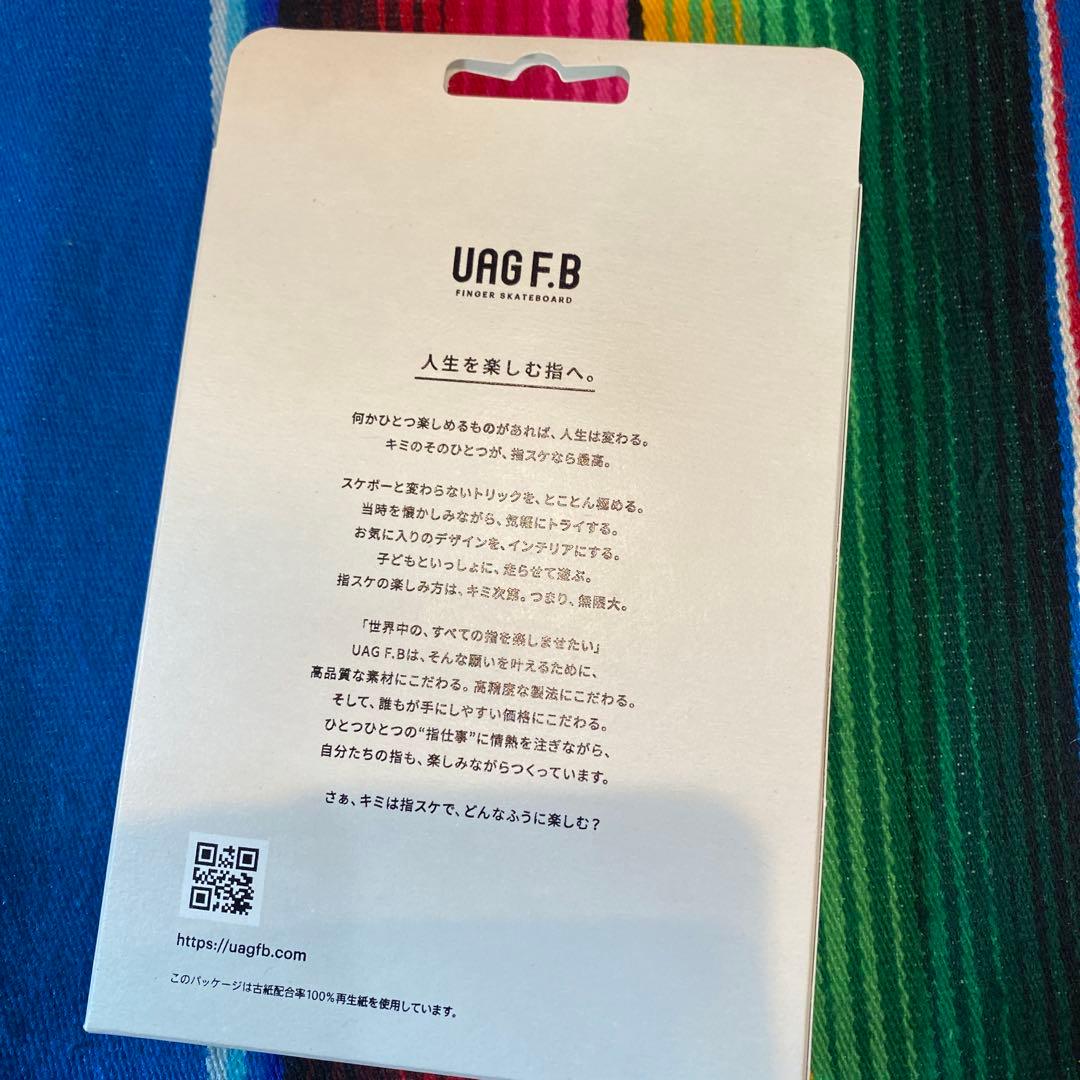 UAG F.B
FINGER SKATEBOARD
人生を楽しむ指へ。
何かひとつ楽しめるものがあれば、人生は変わる。
キミのそのひとつが、指スケなら最高。
スケボーと変わらないトリックを、とことん極める。
当時を懐かしみながら、気軽にトライする。
お気に入りのデザインを、インテリアにする。
子どもといっしょに、走らせて遊ぶ。
指スケの楽しみ方は、キミ次第。つまり、無限大。
「世界中の、すべての指を楽しませたい」
UAG F.Bは、そんな願いを叶えるために、
高品質な素材にこだわる。高精度な製法にこだわる。
そして、誰もが手にしやすい価格にこだわる。
ひとつひとつの“指仕事”に情熱を注ぎながら、
自分たちの指も、楽しみながらつくっています。
さぁ、キミは指スケで、どんなふうに楽しむ？
https://uagfb.com
このパッケージは古紙配合率100%再生紙を使用しています。